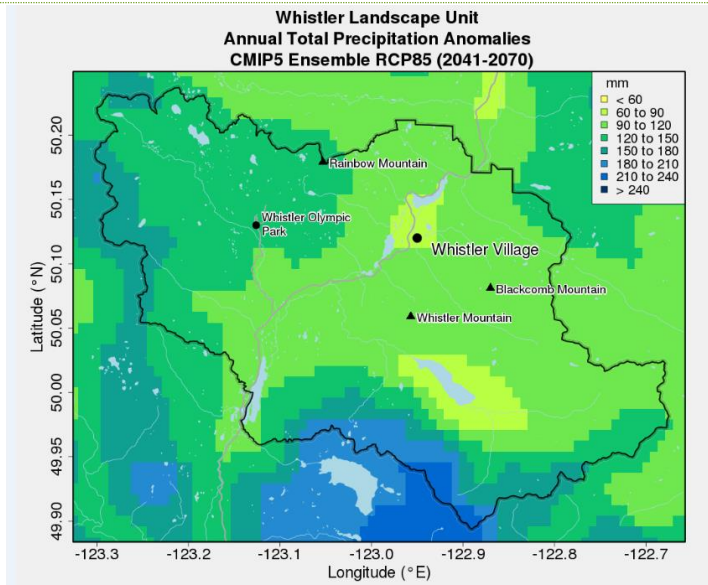 Whistler Landscape Unit
Annual Total Precipitation Anomalies
CMIP5 Ensemble RCP85 (2041-2070)
mm
< 60
60 to 90
90 to 120
120 to 150
150 to 180
180 to 210
210 to 240
> 240
Rainbow Mountain
Whistler Olympic
Park
Whistler Village
Blackcomb Mountain
Whistler Mountain
Latitude (°N)
50.20
50.15
50.10
50.05
50.00
49.95
49.90
-123.3
-123.2
-123.1
-123.0
-122.9
-122.8
-122.7
Longitude (°E)